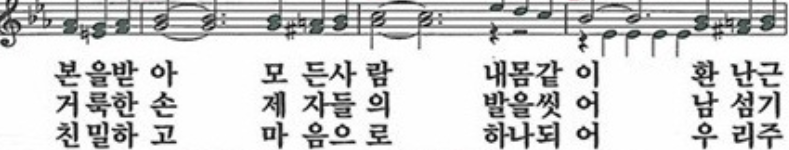 본을받 아 모 든사 람 내몸같 이 환 난근
거룩한 손 제 자들 의 발을씻 어 남 섬기
친밀하 고 마 음으 로 하나되 어 우 리주